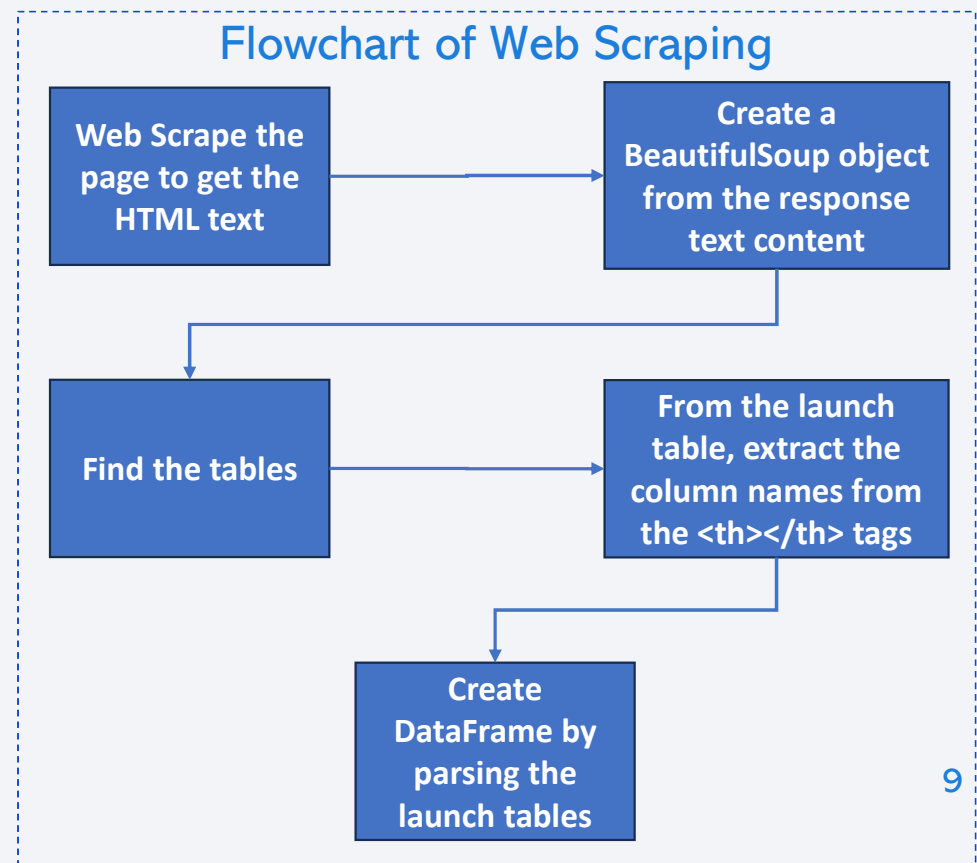 Flowchart of Web Scraping
Web Scrape the
page to get the
HTML text
Create a
BeautifulSoup object
from the response
text content
Find the tables
From the launch
table, extract the
column names from
the <th></th> tags
Create
DataFrame by
parsing the
launch tables
9